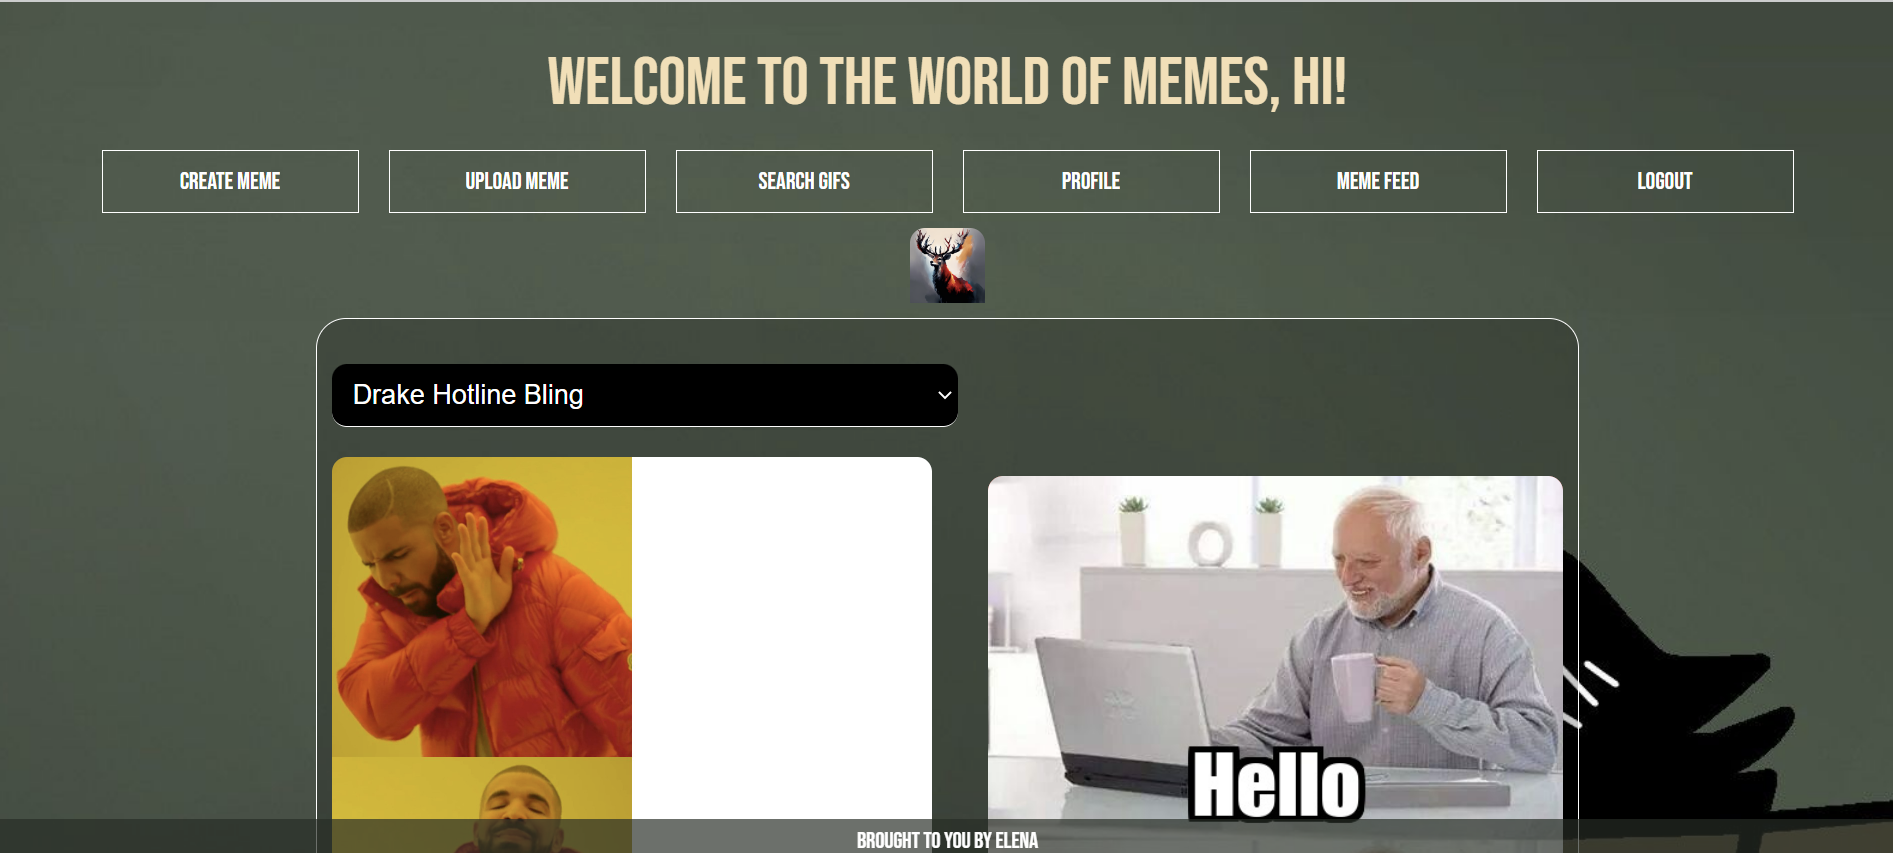 WELCOME TO THE WORLD OF MEMES, HI!
CREATE MEME
UPLOAD MEME
SEARCH GIFS
PROFILE
MEME FEED
LOGOUT
Drake Hotline Bling
Hello
BROUGHT TO YOU BY ELENA